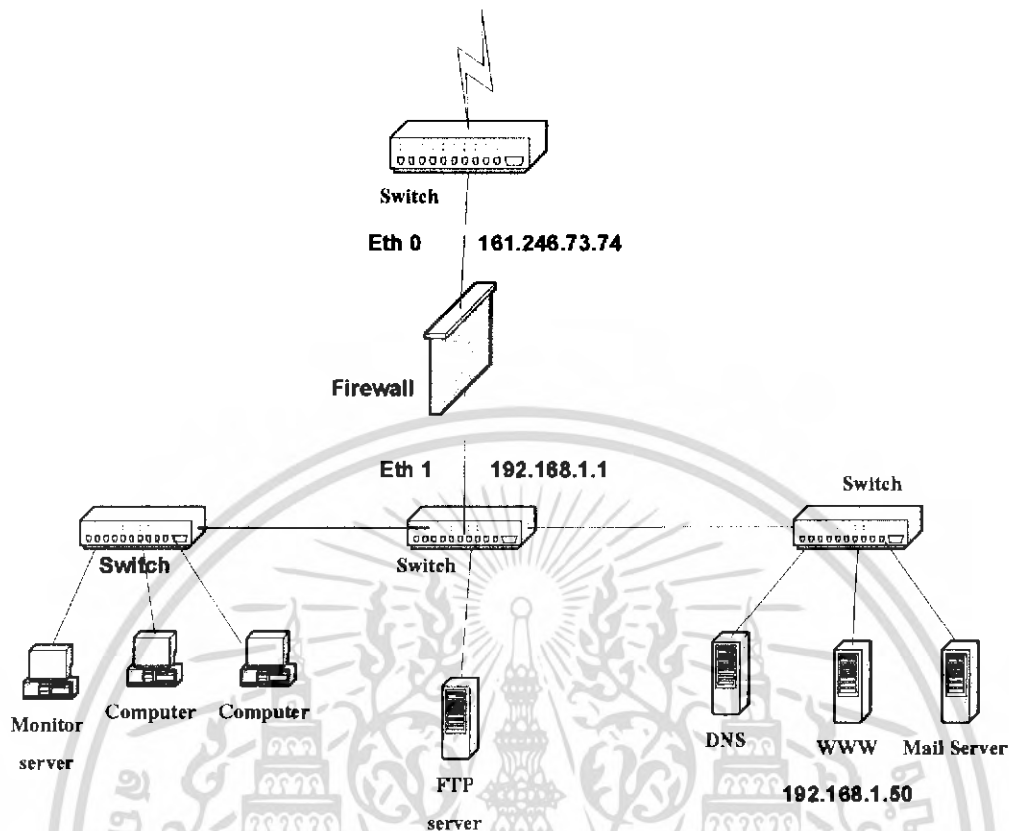 Switch
Eth 0 161.246.73.74
Firewall
Eth 1 192.168.1.1
Switch
Switch
Switch
Monitor
server
Computer
Computer
FTP
server
DNS
WWW
Mail Server
192.168.1.50